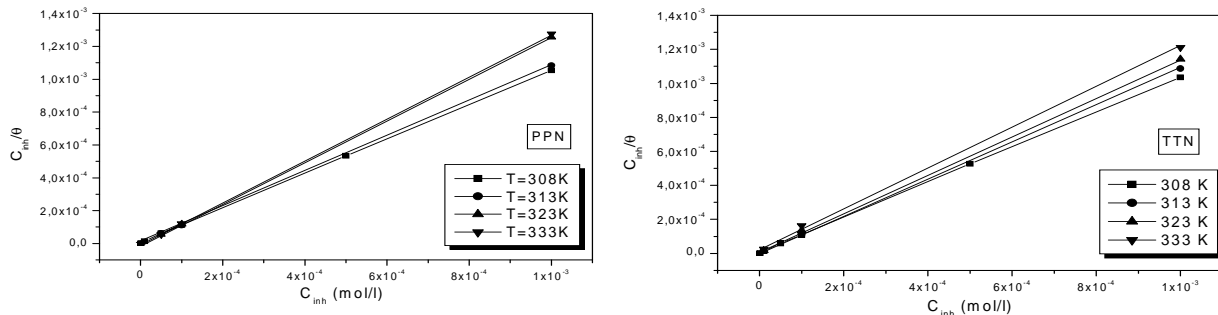 1,4x10⁻³
1,2x10⁻³
1,0x10⁻³
8,0x10⁻⁴
6,0x10⁻⁴
4,0x10⁻⁴
2,0x10⁻⁴
0,0
C_inh/θ
PPN
T=308K
T=313K
T=323K
T=333K
0 2x10⁻⁴ 4x10⁻⁴ 6x10⁻⁴ 8x10⁻⁴ 1x10⁻³
C_inh (mol/l)
1,4x10⁻³
1,2x10⁻³
1,0x10⁻³
8,0x10⁻⁴
6,0x10⁻⁴
4,0x10⁻⁴
2,0x10⁻⁴
0,0
C_inh/θ
TTN
308 K
313 K
323 K
333 K
0 2x10⁻⁴ 4x10⁻⁴ 6x10⁻⁴ 8x10⁻⁴ 1x10⁻³
C_inh (mol/l)